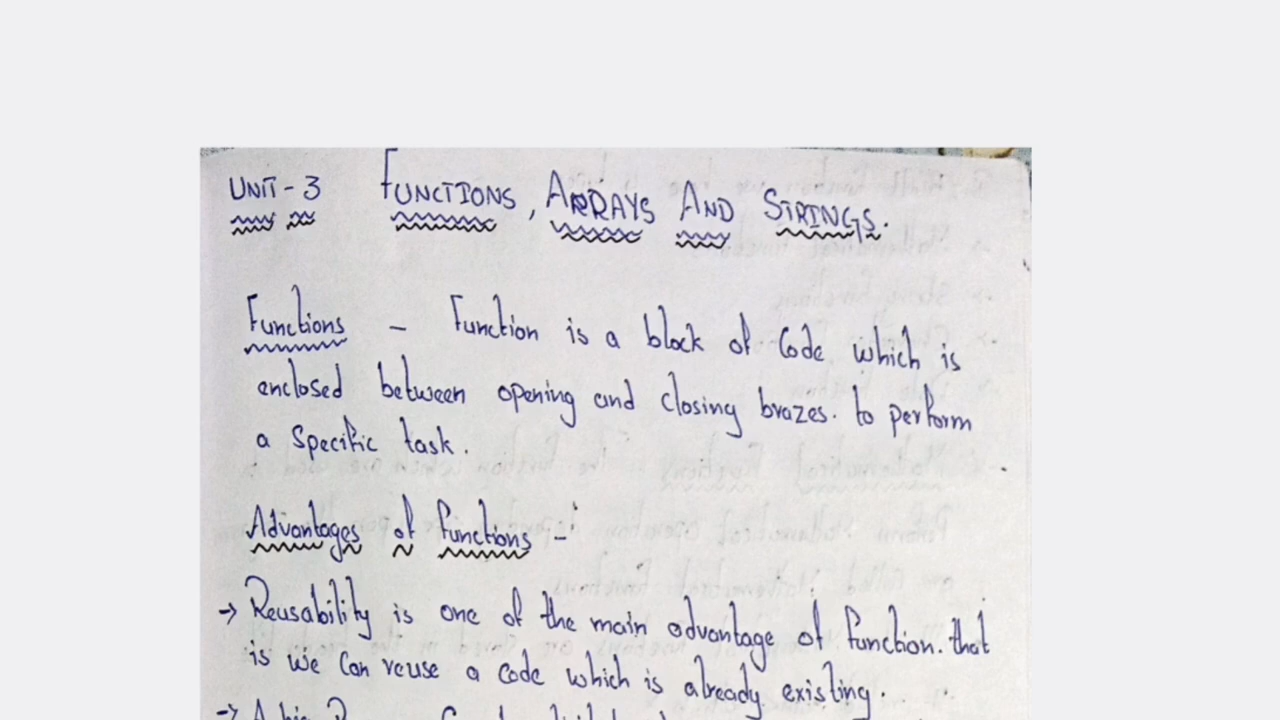 UNIT - 3 FUNCTIONS, ARRAYS AND STRINGS.
Functions - Function is a block of Code which is
enclosed between opening and closing brazes. to perform
a Specific task.
Advantages of functions -
→ Reusability is one of the main advantage of function. that
is we Can reuse a code which is already existing.
→ A big